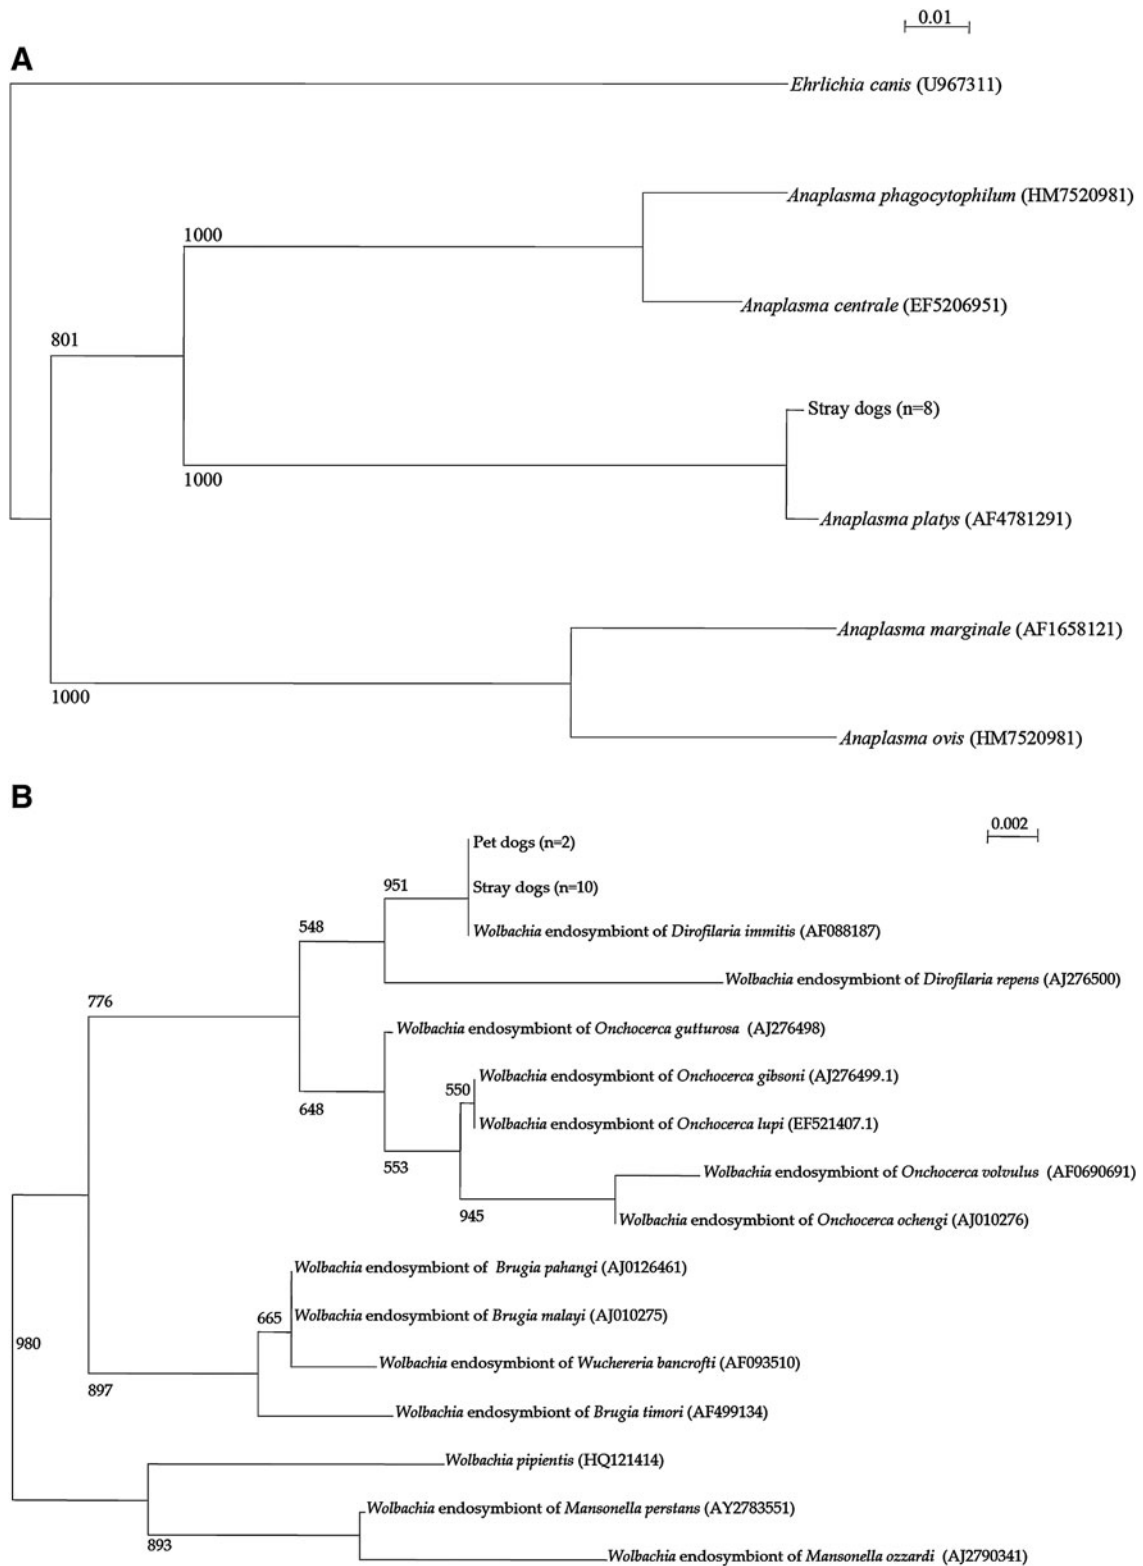 0.01
A
Ehrlichia canis (U967311)
Anaplasma phagocytophilum (HM7520981)
1000
Anaplasma centrale (EF5206951)
801
Stray dogs (n=8)
1000
Anaplasma platys (AF4781291)
Anaplasma marginale (AF1658121)
1000
Anaplasma ovis (HM7520981)
B
0.002
Pet dogs (n=2)
951
Stray dogs (n=10)
548
Wolbachia endosymbiont of Dirofilaria immitis (AF088187)
Wolbachia endosymbiont of Dirofilaria repens (AJ276500)
776
Wolbachia endosymbiont of Onchocerca gutturosa (AJ276498)
Wolbachia endosymbiont of Onchocerca gibsoni (AJ276499.1)
550
648
Wolbachia endosymbiont of Onchocerca lupi (EF521407.1)
553
Wolbachia endosymbiont of Onchocerca volvulus (AF0690691)
945
Wolbachia endosymbiont of Onchocerca ochengi (AJ010276)
Wolbachia endosymbiont of Brugia pahangi (AJ0126461)
665
Wolbachia endosymbiont of Brugia malayi (AJ010275)
980
Wolbachia endosymbiont of Wuchereria bancrofti (AF093510)
897
Wolbachia endosymbiont of Brugia timori (AF499134)
Wolbachia pipientis (HQ121414)
Wolbachia endosymbiont of Mansonella perstans (AY2783551)
893
Wolbachia endosymbiont of Mansonella ozzardi (AJ2790341)